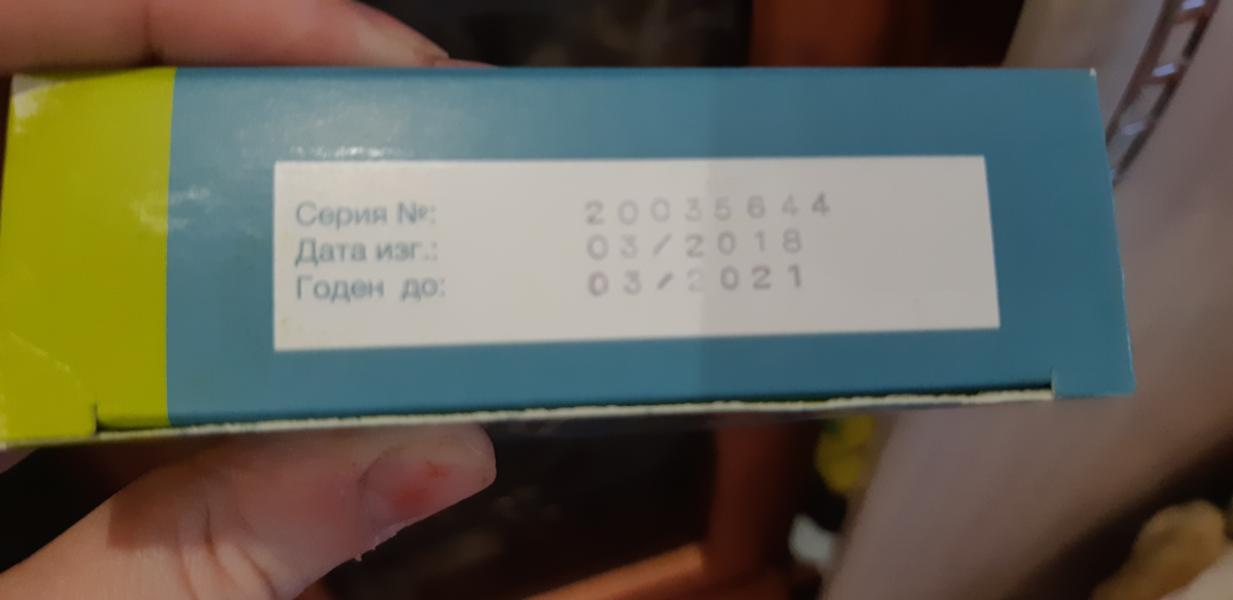 Серия №: 20035644
Дата изг.: 03/2018
Годен до: 03/2021